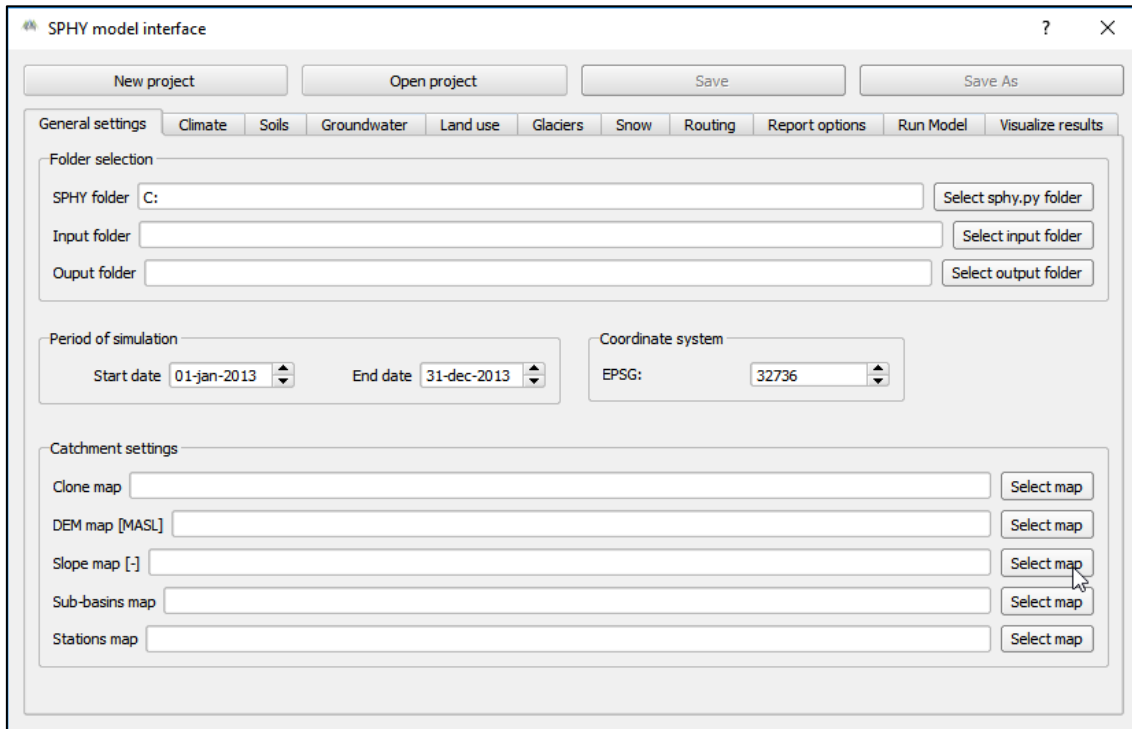 SPHY model interface ?
New project Open project Save Save As
General settings Climate Soils Groundwater Land use Glaciers Snow Routing Report options Run Model Visualize results
Folder selection
SPHY folder C: Select sphy.py folder
Input folder Select input folder
Ouput folder Select output folder
Period of simulation Coordinate system
Start date 01-jan-2013 End date 31-dec-2013 EPSG: 32736
Catchment settings
Clone map Select map
DEM map [MASL] Select map
Slope map [-] Select map
Sub-basins map Select map
Stations map Select map